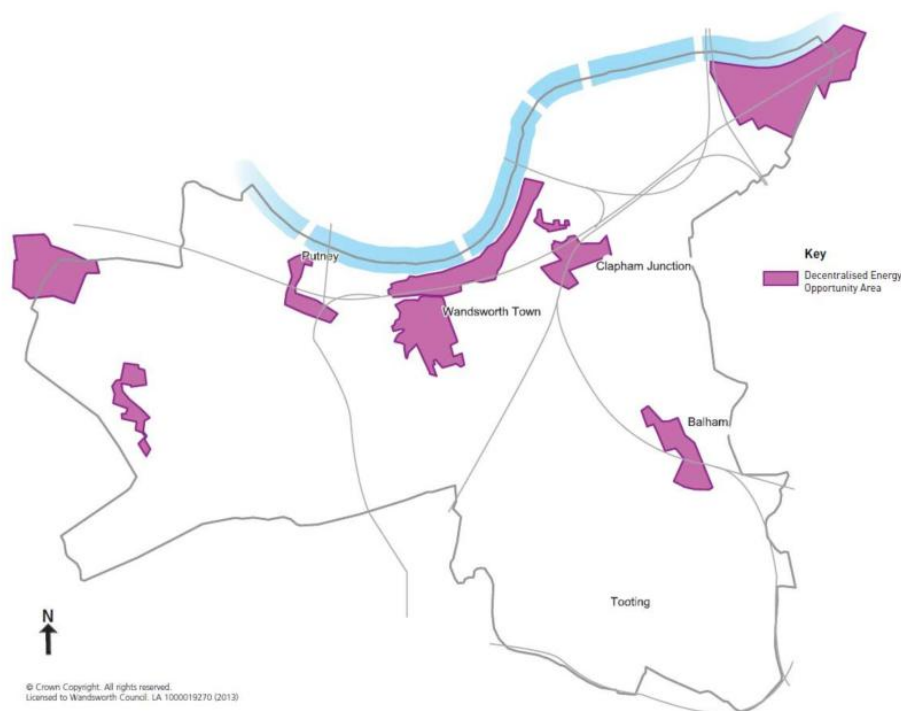 Putney
Clapham Junction
Key
Decentralised Energy
Opportunity Area
Wandsworth Town
Balham
Tooting
N
© Crown Copyright. All rights reserved.
Licensed to Wandsworth Council. LA 1000019270 (2013)